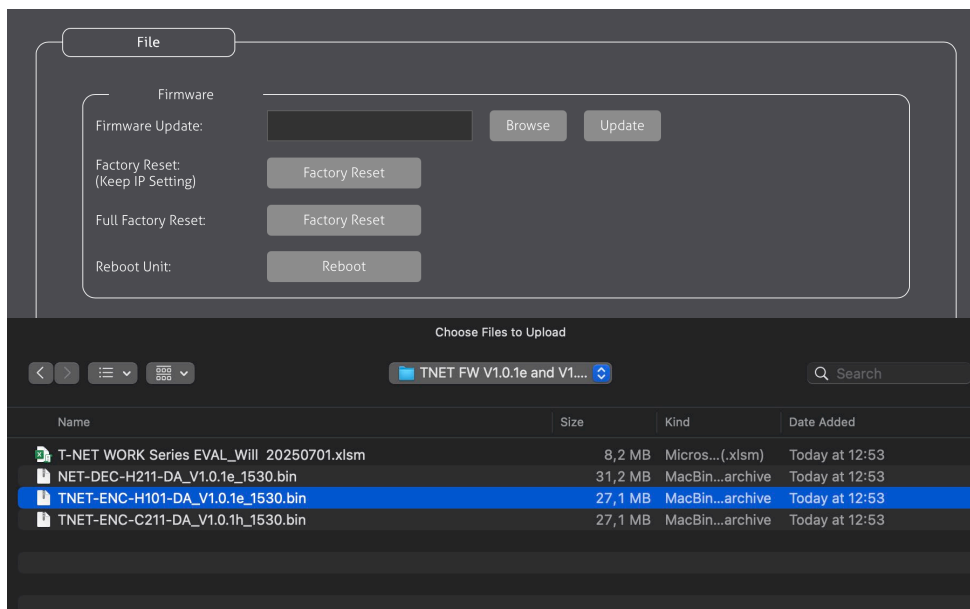 File
Firmware
Firmware Update: Browse Update
Factory Reset: Factory Reset
(Keep IP Setting)
Full Factory Reset: Factory Reset
Reboot Unit: Reboot
Choose Files to Upload
TNET FW V1.0.1e and V1.... Search
Name Size Kind Date Added
T-NET WORK Series EVAL_Will 20250701.xlsm 8,2 MB Micros...(.xlsm) Today at 12:53
NET-DEC-H211-DA_V1.0.1e_1530.bin 31,2 MB MacBin...archive Today at 12:53
TNET-ENC-H101-DA_V1.0.1e_1530.bin 27,1 MB MacBin...archive Today at 12:53
TNET-ENC-C211-DA_V1.0.1h_1530.bin 27,1 MB MacBin...archive Today at 12:53